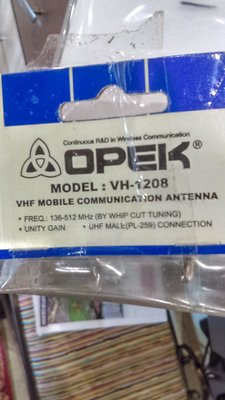 Continuous R&D in Wireless Communication
OPEK®
MODEL : VH-1208
VHF MOBILE COMMUNICATION ANTENNA
• FREQ.: 136-512 MHz (BY WHIP CUT TUNING)
• UNITY GAIN • UHF MALE(PL-259) CONNECTION